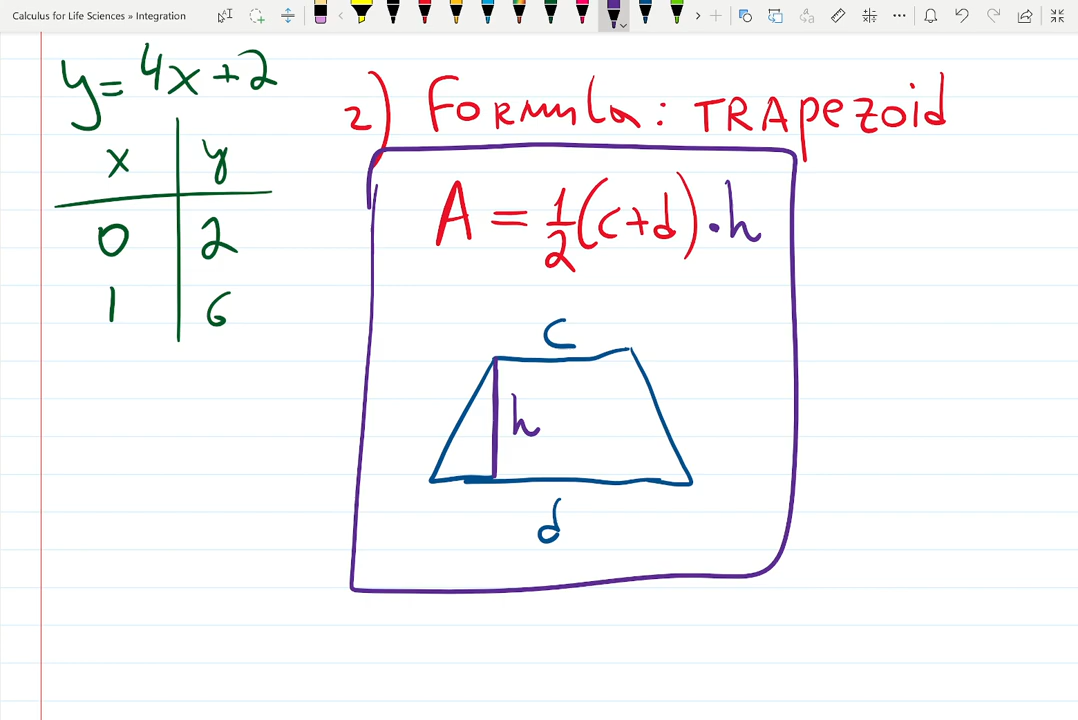 Calculus for Life Sciences » Integration
y = 4x + 2
x y
0 2
1 6
2) Formula: TRAPezoid
A = 1/2 (c + d) · h
c
h
d